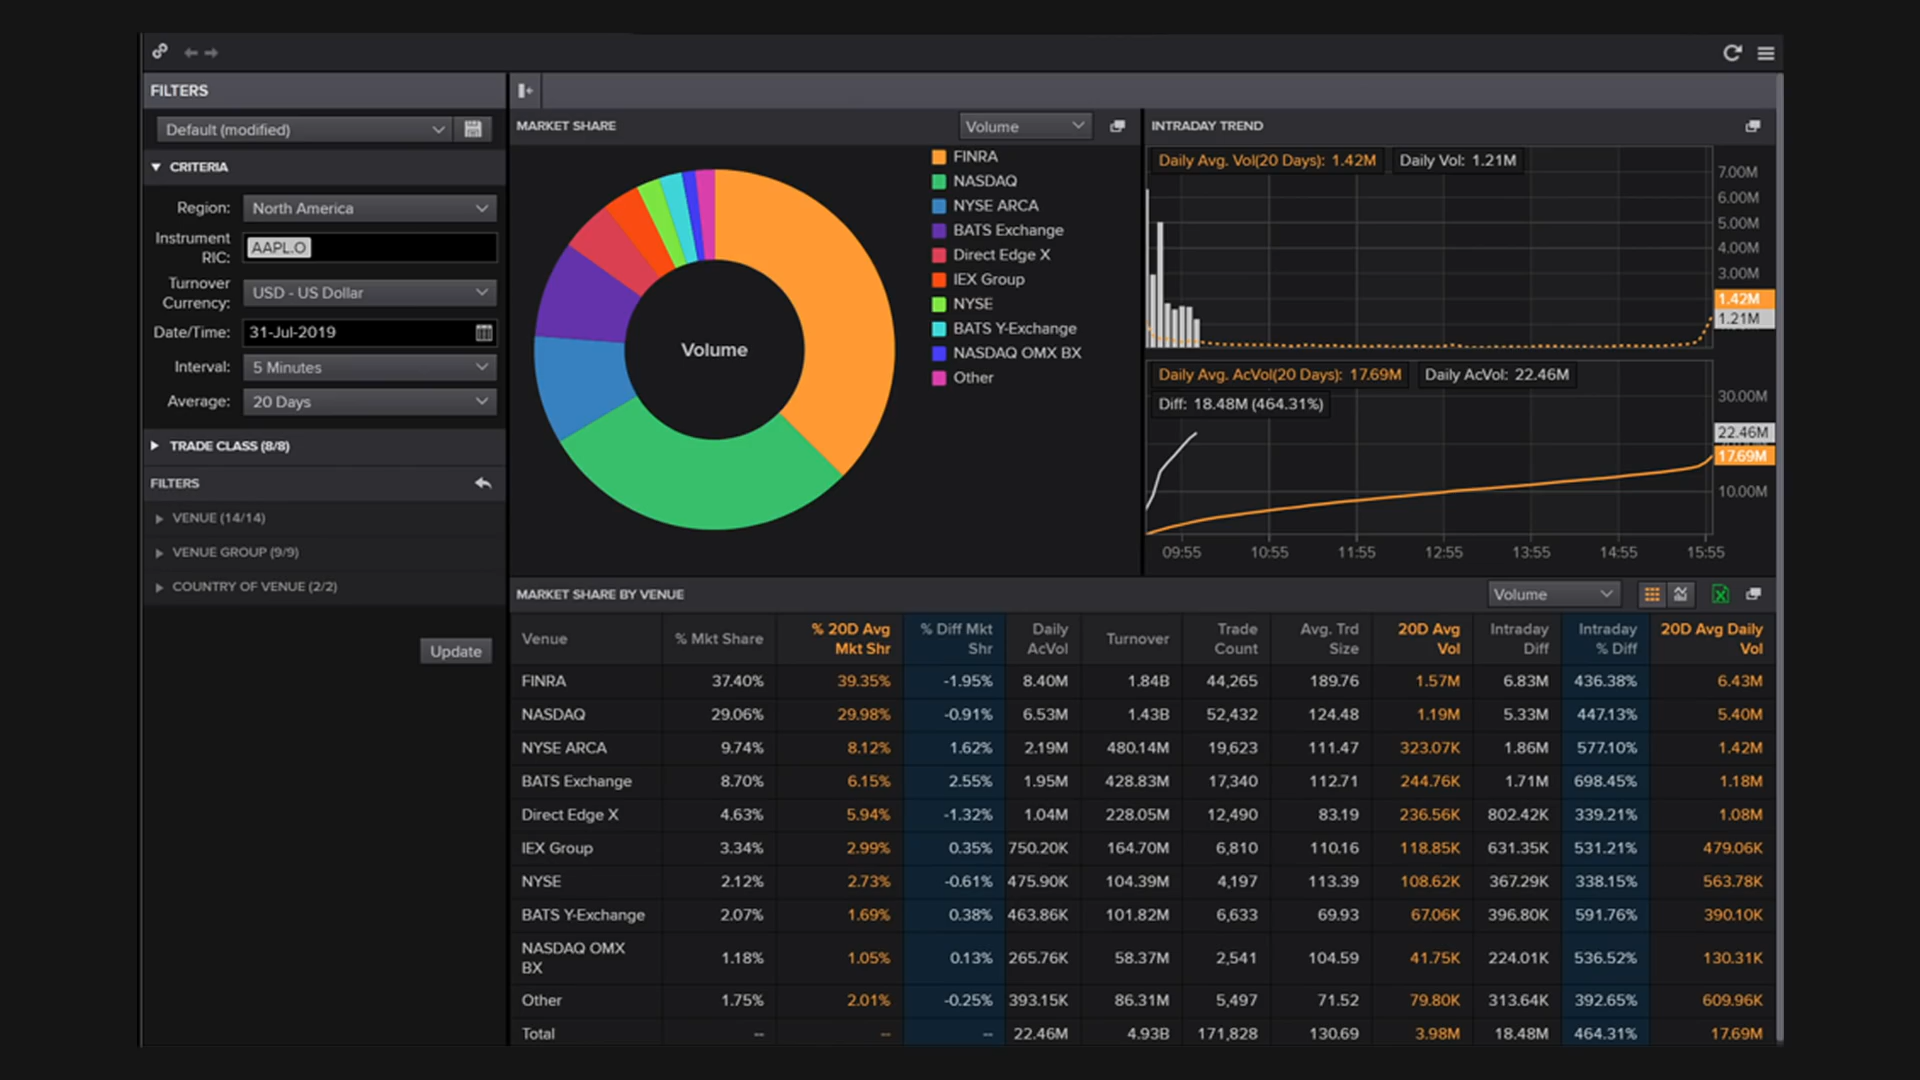 FILTERS
Default (modified)
CRITERIA
Region: North America
Instrument RIC: AAPL.O
Turnover Currency: USD - US Dollar
Date/Time: 31-Jul-2019
Interval: 5 Minutes
Average: 20 Days
TRADE CLASS (8/8)
FILTERS
VENUE (14/14)
VENUE GROUP (9/9)
COUNTRY OF VENUE (2/2)
Update
MARKET SHARE
Volume
Volume
FINRA
NASDAQ
NYSE ARCA
BATS Exchange
Direct Edge X
IEX Group
NYSE
BATS Y-Exchange
NASDAQ OMX BX
Other
INTRADAY TREND
Daily Avg. Vol(20 Days): 1.42M Daily Vol: 1.21M
7.00M
6.00M
5.00M
4.00M
3.00M
1.42M
1.21M
Daily Avg. AcVol(20 Days): 17.69M Daily AcVol: 22.46M
Diff: 18.48M (464.31%)
30.00M
22.46M
17.69M
10.00M
09:55 10:55 11:55 12:55 13:55 14:55 15:55
MARKET SHARE BY VENUE
Volume
Venue % Mkt Share % 20D Avg Mkt Shr % Diff Mkt Shr Daily AcVol Turnover Trade Count Avg. Trd Size 20D Avg Vol Intraday Diff Intraday % Diff 20D Avg Daily Vol
FINRA 37.40% 39.35% -1.95% 8.40M 1.84B 44,265 189.76 1.57M 6.83M 436.38% 6.43M
NASDAQ 29.06% 29.98% -0.91% 6.53M 1.43B 52,432 124.48 1.19M 5.33M 447.13% 5.40M
NYSE ARCA 9.74% 8.12% 1.62% 2.19M 480.14M 19,623 111.47 323.07K 1.86M 577.10% 1.42M
BATS Exchange 8.70% 6.15% 2.55% 1.95M 428.83M 17,340 112.71 244.76K 1.71M 698.45% 1.18M
Direct Edge X 4.63% 5.94% -1.32% 1.04M 228.05M 12,490 83.19 236.56K 802.42K 339.21% 1.08M
IEX Group 3.34% 2.99% 0.35% 750.20K 164.70M 6,810 110.16 118.85K 631.35K 531.21% 479.06K
NYSE 2.12% 2.73% -0.61% 475.90K 104.39M 4,197 113.39 108.62K 367.29K 338.15% 563.78K
BATS Y-Exchange 2.07% 1.69% 0.38% 463.86K 101.82M 6,633 69.93 67.06K 396.80K 591.76% 390.10K
NASDAQ OMX BX 1.18% 1.05% 0.13% 265.76K 58.37M 2,541 104.59 41.75K 224.01K 536.52% 130.31K
Other 1.75% 2.01% -0.25% 393.15K 86.31M 5,497 71.52 79.80K 313.64K 392.65% 609.96K
Total -- -- -- 22.46M 4.93B 171,828 130.69 3.98M 18.48M 464.31% 17.69M